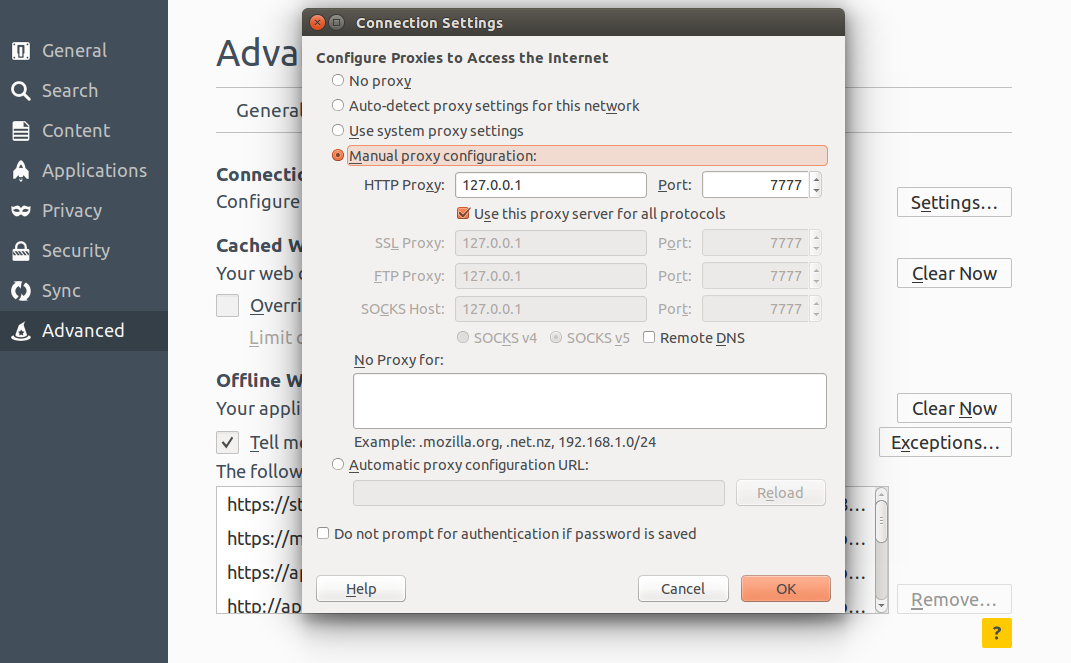 General
Search
Content
Applications
Privacy
Security
Sync
Advanced
Adva
General
Connectio
Configure
Settings...
Cached W
Your web c
Clear Now
Overri
Limit c
Offline W
Your appli
Clear Now
Tell me
Exceptions...
The follow
https://st
https://m
https://ap
http://ap
Remove...
?
Connection Settings
Configure Proxies to Access the Internet
No proxy
Auto-detect proxy settings for this network
Use system proxy settings
Manual proxy configuration:
HTTP Proxy: 127.0.0.1 Port: 7777
Use this proxy server for all protocols
SSL Proxy: 127.0.0.1 Port: 7777
FTP Proxy: 127.0.0.1 Port: 7777
SOCKS Host: 127.0.0.1 Port: 7777
SOCKS v4 SOCKS v5 Remote DNS
No Proxy for:
Example: .mozilla.org, .net.nz, 192.168.1.0/24
Automatic proxy configuration URL:
Reload
Do not prompt for authentication if password is saved
Help Cancel OK